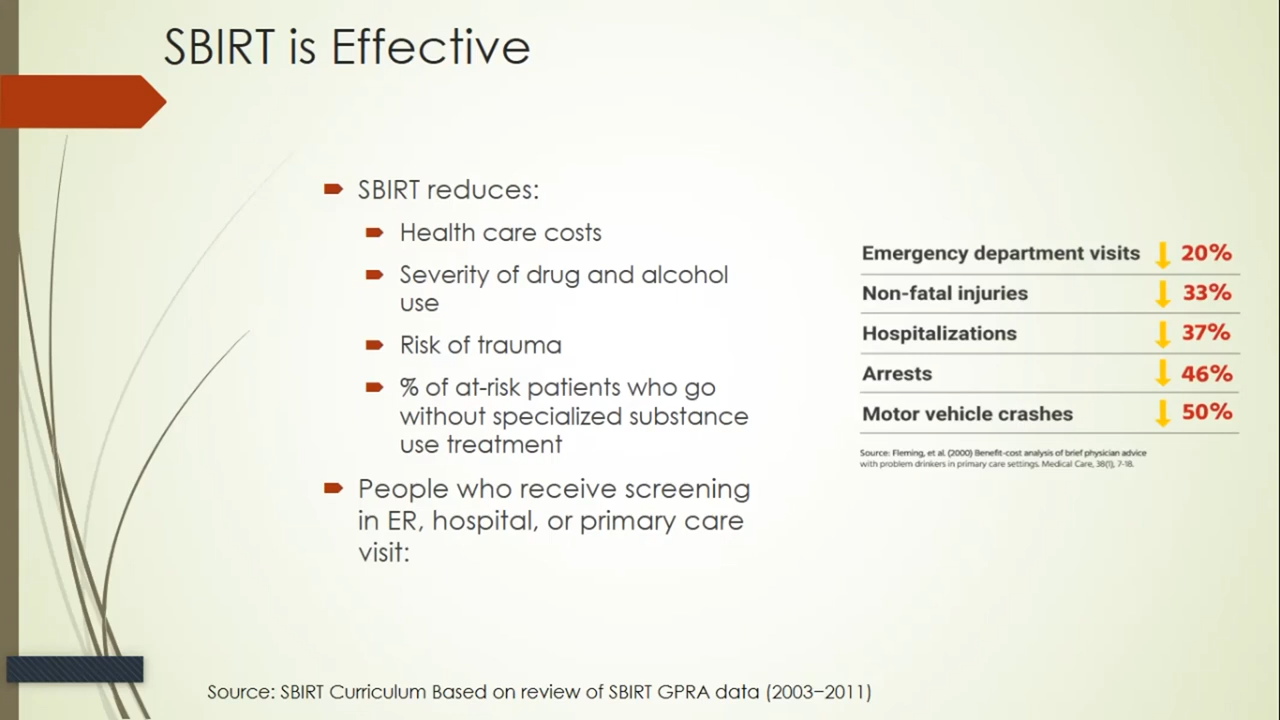 SBIRT is Effective
SBIRT reduces:
Health care costs
Severity of drug and alcohol
use
Risk of trauma
% of at-risk patients who go
without specialized substance
use treatment
People who receive screening
in ER, hospital, or primary care
visit:
Emergency department visits 20%
Non-fatal injuries 33%
Hospitalizations 37%
Arrests 46%
Motor vehicle crashes 50%
Source: Fleming, et al. (2000) Benefit-cost analysis of brief physician advice
with problem drinkers in primary care settings. Medical Care, 38(1), 7-18.
Source: SBIRT Curriculum Based on review of SBIRT GPRA data (2003–2011)